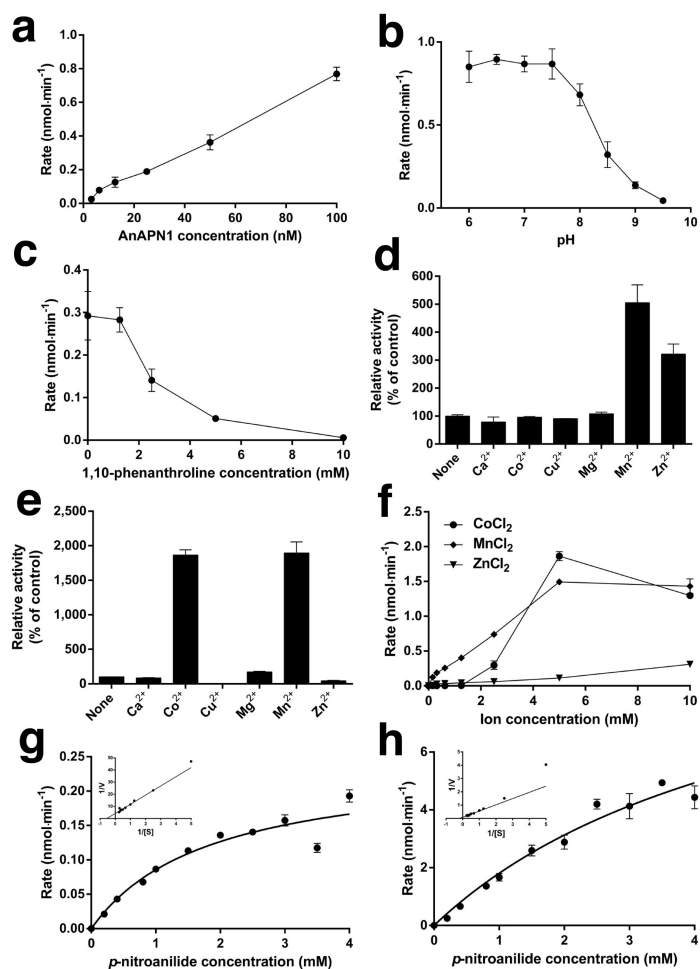 a
1.0
0.8
0.6
0.4
0.2
0.0
Rate (nmol·min⁻¹)
0 20 40 60 80 100
AnAPN1 concentration (nM)
b
1.0
0.5
0.0
Rate (nmol·min⁻¹)
6 7 8 9 10
pH
c
0.4
0.3
0.2
0.1
0.0
Rate (nmol·min⁻¹)
0 2 4 6 8 10
1,10-phenanthroline concentration (mM)
d
600
500
400
300
200
100
0
Relative activity
(% of control)
None Ca²⁺ Co²⁺ Cu²⁺ Mg²⁺ Mn²⁺ Zn²⁺
e
2,500
2,000
1,500
1,000
500
0
Relative activity
(% of control)
None Ca²⁺ Co²⁺ Cu²⁺ Mg²⁺ Mn²⁺ Zn²⁺
f
CoCl₂
MnCl₂
ZnCl₂
2.5
2.0
1.5
1.0
0.5
0.0
Rate (nmol·min⁻¹)
0 2 4 6 8 10
Ion concentration (mM)
g
0.25
0.20
0.15
0.10
0.05
0.00
Rate (nmol·min⁻¹)
1/V
1/[S]
0 1 2 3 4
p-nitroanilide concentration (mM)
h
6
4
2
0
Rate (nmol·min⁻¹)
1/V
1/[S]
0 1 2 3 4
p-nitroanilide concentration (mM)